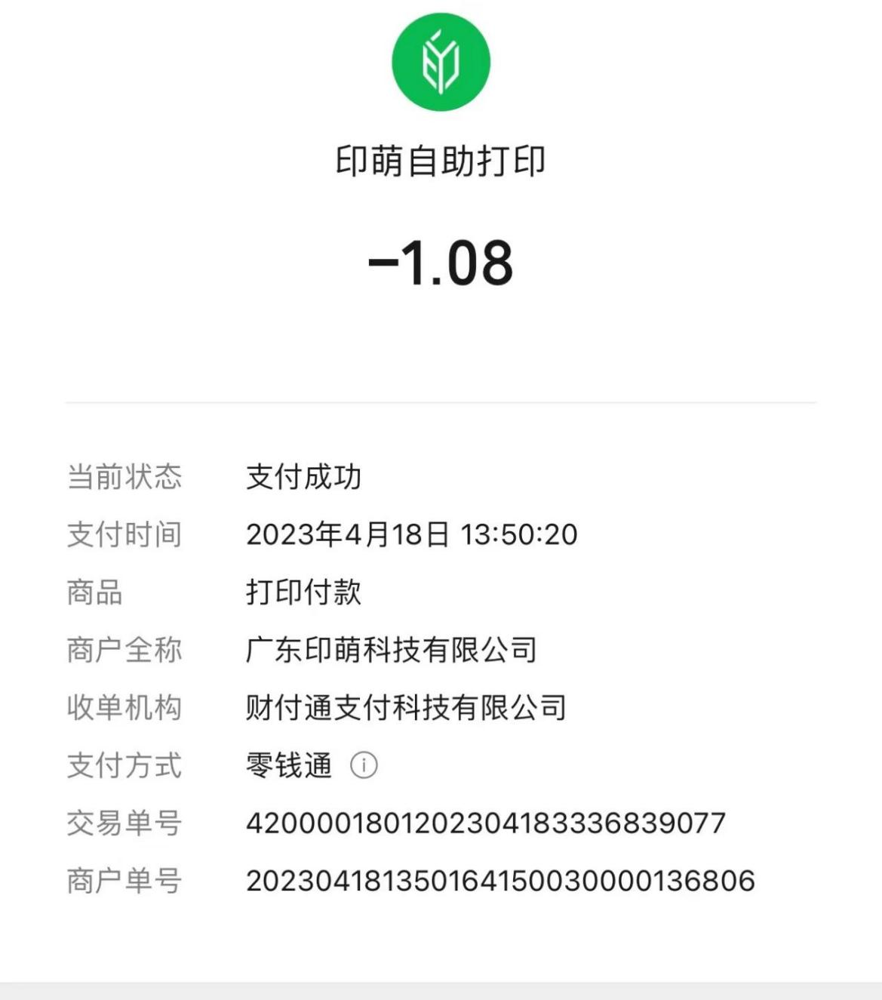 印萌自助打印
-1.08
当前状态 支付成功
支付时间 2023年4月18日 13:50:20
商品 打印付款
商户全称 广东印萌科技有限公司
收单机构 财付通支付科技有限公司
支付方式 零钱通
交易单号 4200001801202304183336839077
商户单号 20230418135016415003​0000136806